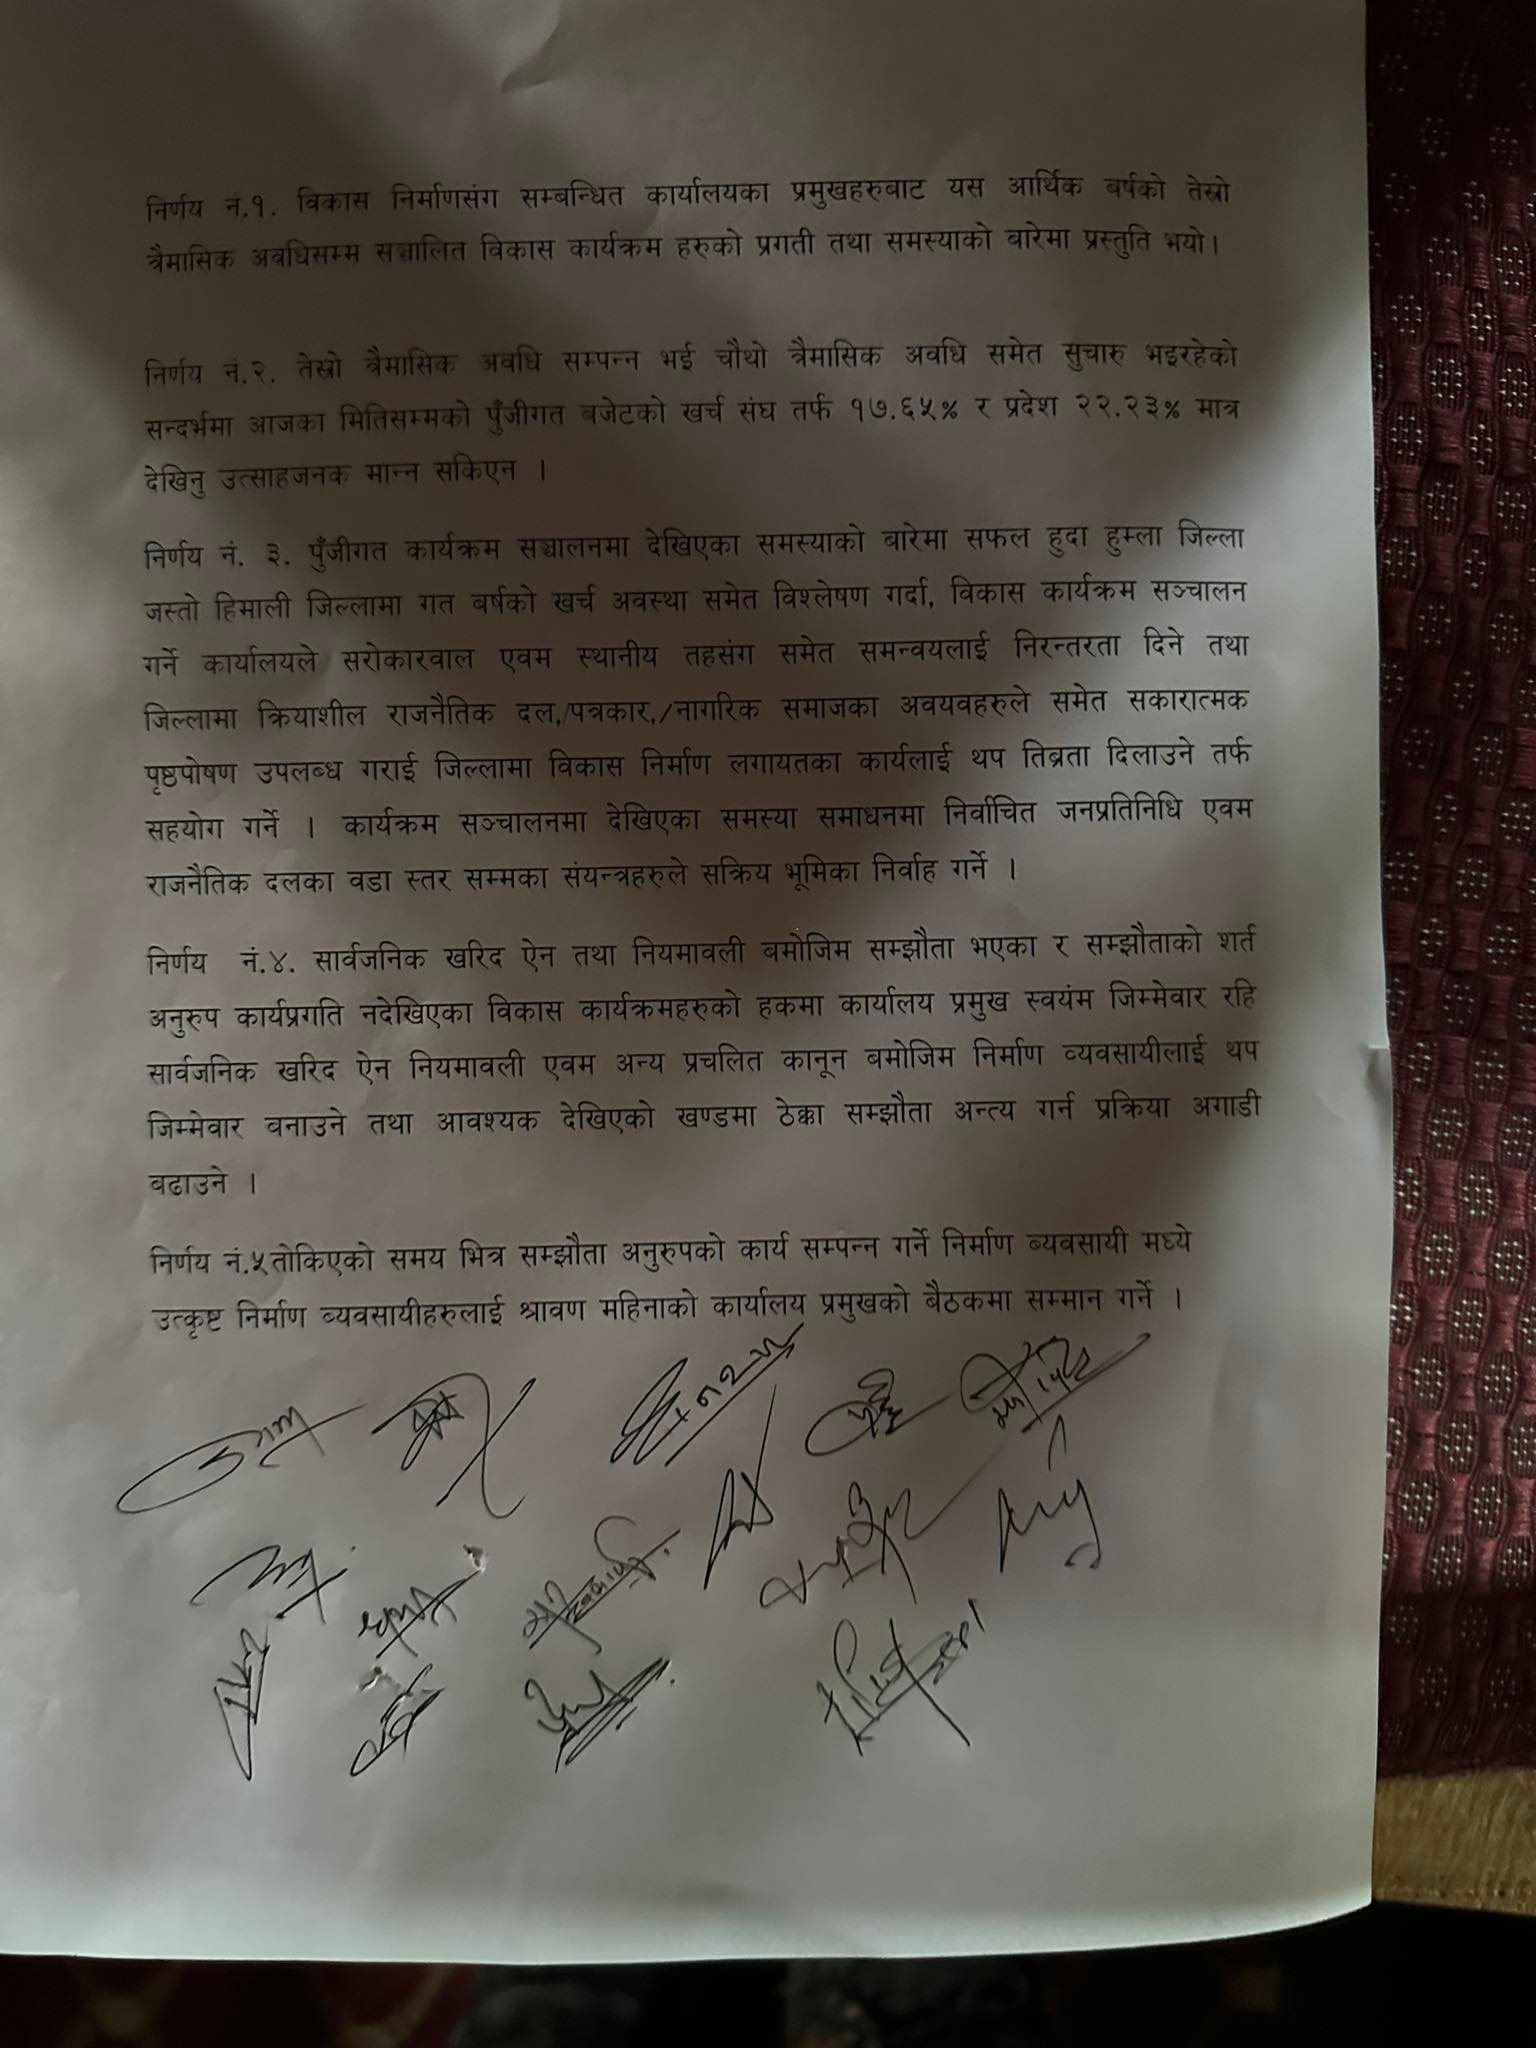 निर्णय नं.१. विकास निर्माणसंग सम्बन्धित कार्यालयका प्रमुखहरुबाट यस आर्थिक बर्षको तेस्रो
त्रैमासिक अवधिसम्म सञ्चालित विकास कार्यक्रम हरुको प्रगती तथा समस्याको बारेमा प्रस्तुति भयो।
निर्णय नं.२. तेस्रो त्रैमासिक अवधि सम्पन्न भई चौथो त्रैमासिक अवधि समेत सुचारु भइरहेको
सन्दर्भमा आजका मितिसम्मको पुँजीगत बजेटको खर्च संघ तर्फ १७.६५% र प्रदेश २२.२३% मात्र
देखिनु उत्साहजनक मान्न सकिएन ।
निर्णय नं. ३. पुँजीगत कार्यक्रम सञ्चालनमा देखिएका समस्याको बारेमा सफल हुदा हुम्ला जिल्ला
जस्तो हिमाली जिल्लामा गत बर्षको खर्च अवस्था समेत विश्लेषण गर्दा, विकास कार्यक्रम सञ्चालन
गर्ने कार्यालयले सरोकारवाल एवम स्थानीय तहसंग समेत समन्वयलाई निरन्तरता दिने तथा
जिल्लामा क्रियाशील राजनैतिक दल,/पत्रकार,/नागरिक समाजका अवयवहरुले समेत सकारात्मक
पृष्ठपोषण उपलब्ध गराई जिल्लामा विकास निर्माण लगायतका कार्यलाई थप तिब्रता दिलाउने तर्फ
सहयोग गर्ने । कार्यक्रम सञ्चालनमा देखिएका समस्या समाधनमा निर्वाचित जनप्रतिनिधि एवम
राजनैतिक दलका वडा स्तर सम्मका संयन्त्रहरुले सक्रिय भूमिका निर्वाह गर्ने ।
निर्णय नं.४. सार्वजनिक खरिद ऐन तथा नियमावली बमोजिम सम्झौता भएका र सम्झौताको शर्त
अनुरुप कार्यप्रगति नदेखिएका विकास कार्यक्रमहरुको हकमा कार्यालय प्रमुख स्वयंम जिम्मेवार रहि
सार्वजनिक खरिद ऐन नियमावली एवम अन्य प्रचलित कानून बमोजिम निर्माण व्यवसायीलाई थप
जिम्मेवार बनाउने तथा आवश्यक देखिएको खण्डमा ठेक्का सम्झौता अन्त्य गर्न प्रक्रिया अगाडी
बढाउने ।
निर्णय नं.५तोकिएको समय भित्र सम्झौता अनुरुपको कार्य सम्पन्न गर्ने निर्माण व्यवसायी मध्ये
उत्कृष्ट निर्माण व्यवसायीहरुलाई श्रावण महिनाको कार्यालय प्रमुखको बैठकमा सम्मान गर्ने ।